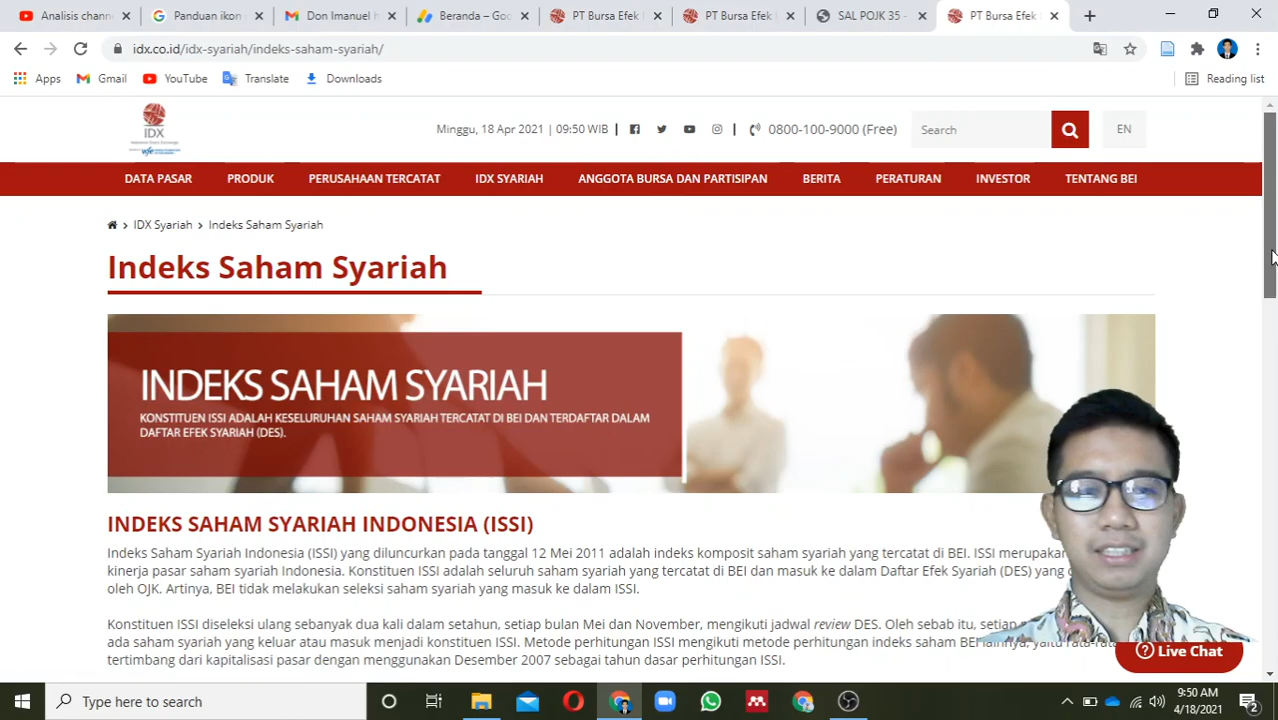 Analisis chann
Panduan ikon
Don Imanuel h
Beranda – Goo
PT Bursa Efek
PT Bursa Efek
SAL POJK 35 -
PT Bursa Efek
idx.co.id/idx-syariah/indeks-saham-syariah/
Apps
Gmail
YouTube
Translate
Downloads
Reading list
IDX
Minggu, 18 Apr 2021 | 09:50 WIB
0800-100-9000 (Free)
Search
EN
DATA PASAR
PRODUK
PERUSAHAAN TERCATAT
IDX SYARIAH
ANGGOTA BURSA DAN PARTISIPAN
BERITA
PERATURAN
INVESTOR
TENTANG BEI
IDX Syariah > Indeks Saham Syariah
Indeks Saham Syariah
INDEKS SAHAM SYARIAH
KONSTITUEN ISSI ADALAH KESELURUHAN SAHAM SYARIAH TERCATAT DI BEI DAN TERDAFTAR DALAM
DAFTAR EFEK SYARIAH (DES).
INDEKS SAHAM SYARIAH INDONESIA (ISSI)
Indeks Saham Syariah Indonesia (ISSI) yang diluncurkan pada tanggal 12 Mei 2011 adalah indeks komposit saham syariah yang tercatat di BEI. ISSI merupakan
kinerja pasar saham syariah Indonesia. Konstituen ISSI adalah seluruh saham syariah yang tercatat di BEI dan masuk ke dalam Daftar Efek Syariah (DES) yang
oleh OJK. Artinya, BEI tidak melakukan seleksi saham syariah yang masuk ke dalam ISSI.
Konstituen ISSI diseleksi ulang sebanyak dua kali dalam setahun, setiap bulan Mei dan November, mengikuti jadwal review DES. Oleh sebab itu, setiap
ada saham syariah yang keluar atau masuk menjadi konstituen ISSI. Metode perhitungan ISSI mengikuti metode perhitungan indeks saham BEI lainnya, yaitu rata-rata
tertimbang dari kapitalisasi pasar dengan menggunakan Desember 2007 sebagai tahun dasar perhitungan ISSI.
Live Chat
Type here to search
9:50 AM
4/18/2021
2